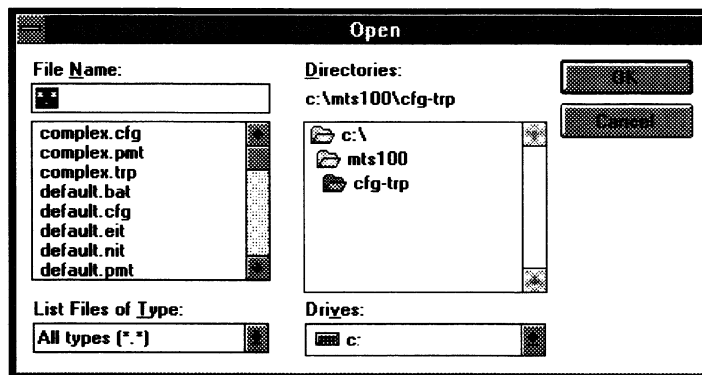 Open
File Name:
*.*
complex.cfg
complex.pmt
complex.trp
default.bat
default.cfg
default.eit
default.nit
default.pmt
List Files of Type:
All types (*.*)
Directories:
c:\mts100\cfg-trp
c:\
mts100
cfg-trp
Drives:
c:
OK
Cancel